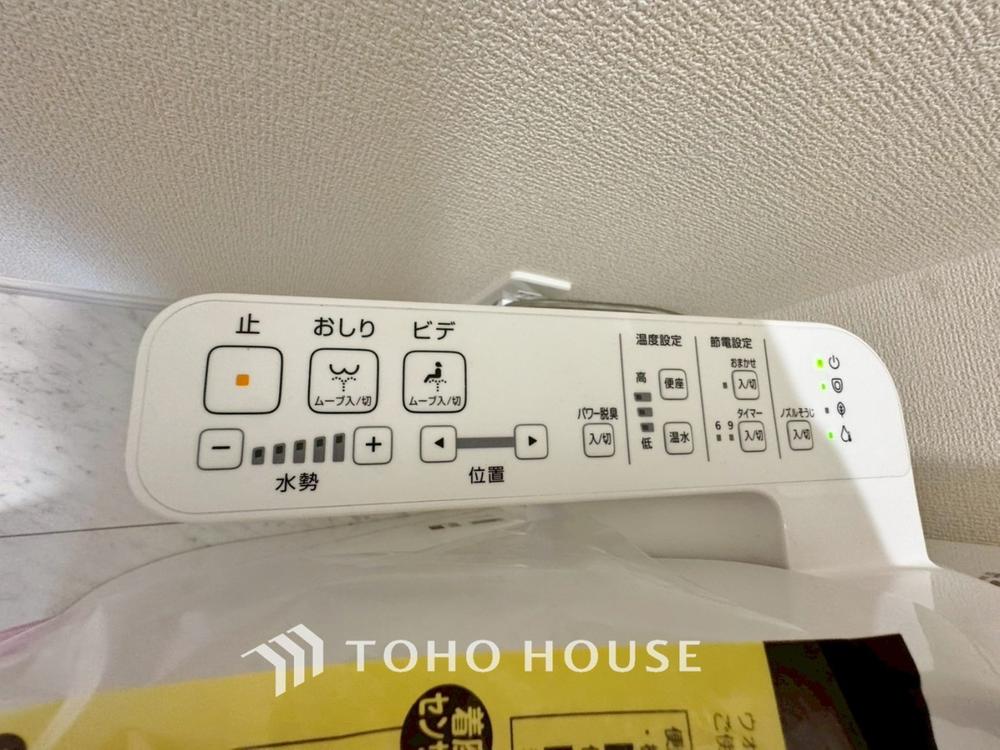 止 おしり ビデ
ムーブ入/切 ムーブ入/切
水勢
位置
パワー脱臭
入/切
温度設定
高 便座
低 温水
節電設定
おまかせ
入/切
タイマー
6 9 入/切
ノズルそうじ
入/切
TOHO HOUSE